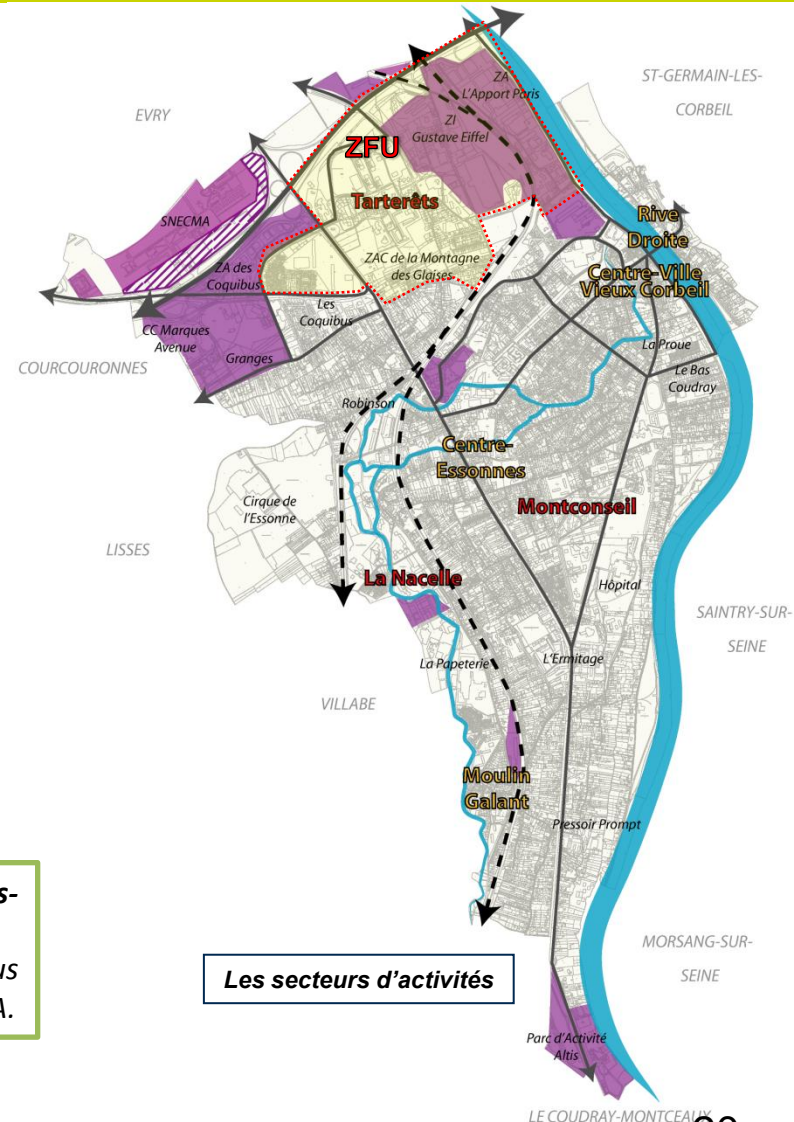 ST-GERMAIN-LES-
CORBEIL
EVRY
ZA
L'Apport Paris
ZI
Gustave Eiffel
ZFU
Tarterêts
SNECMA
Rive
Droite
ZAC de la Montagne
des Glaises
ZA des
Coquibus
Centre-Ville
Vieux Corbeil
Les
Coquibus
CC Marques
Avenue
Granges
La Proue
COURCOURONNES
Le Bas
Coudray
Robinson
Centre-
Essonnes
Cirque de
l'Essonne
Montconseil
LISSES
La Nacelle
Hôpital
SAINTRY-SUR-
SEINE
La Papeterie
L'Ermitage
VILLABE
Moulin
Galant
Pressoir Prompt
s-
us
A.
Les secteurs d'activités
MORSANG-SUR-
SEINE
Parc d'Activité
Altis
LE COUDRAY-MONTCEAUX